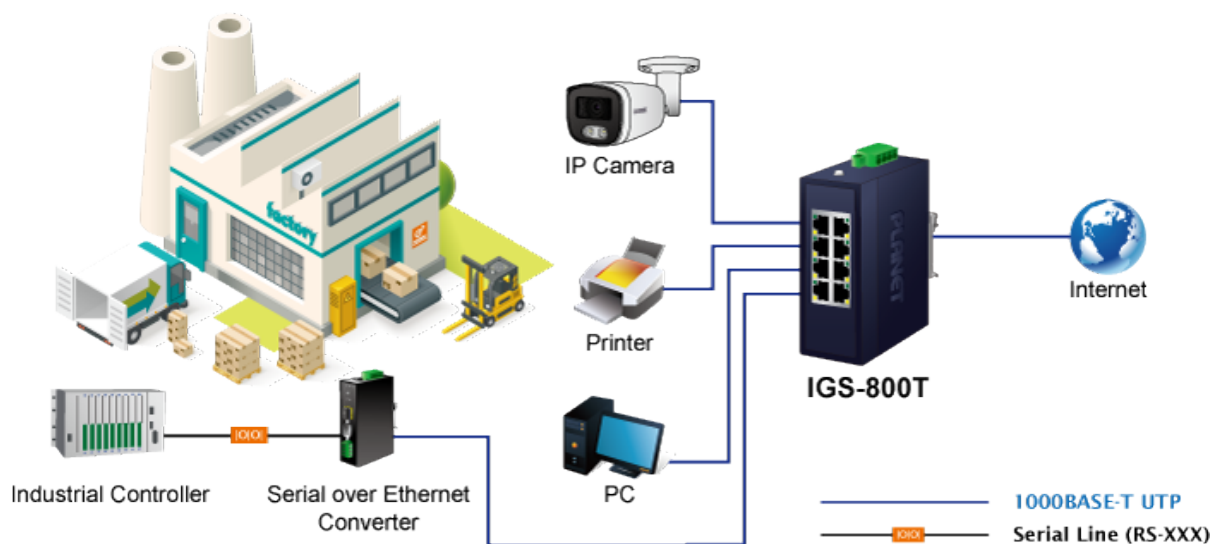 factory
IP Camera
Printer
PLANET
IGS-800T
Internet
Industrial Controller
|O|O|
Serial over Ethernet
Converter
PC
1000BASE-T UTP
|O|O|
Serial Line (RS-XXX)